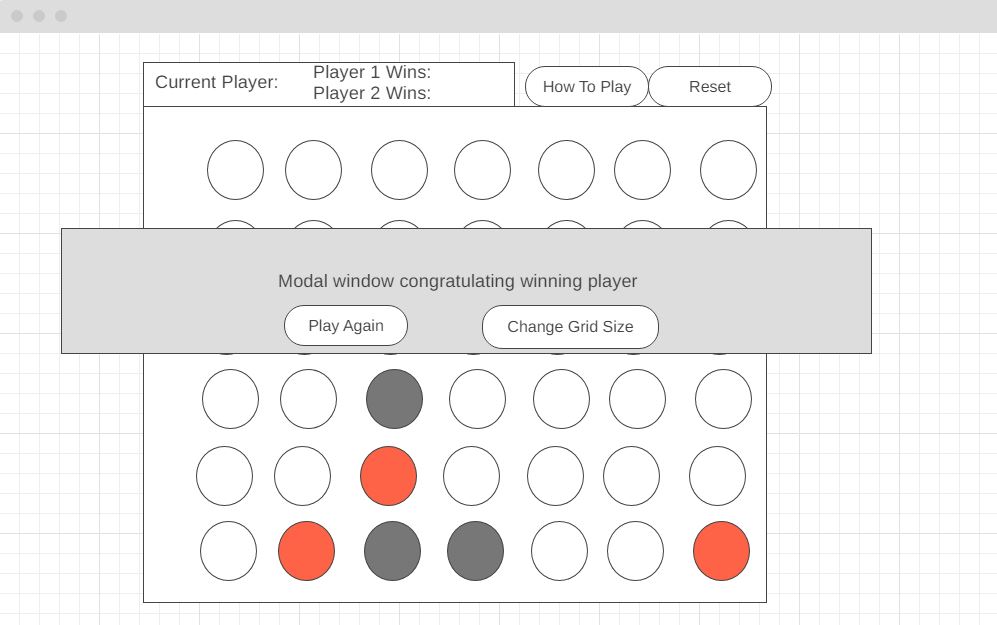 Current Player:
Player 1 Wins:
Player 2 Wins:
How To Play
Reset
Modal window congratulating winning player
Play Again
Change Grid Size